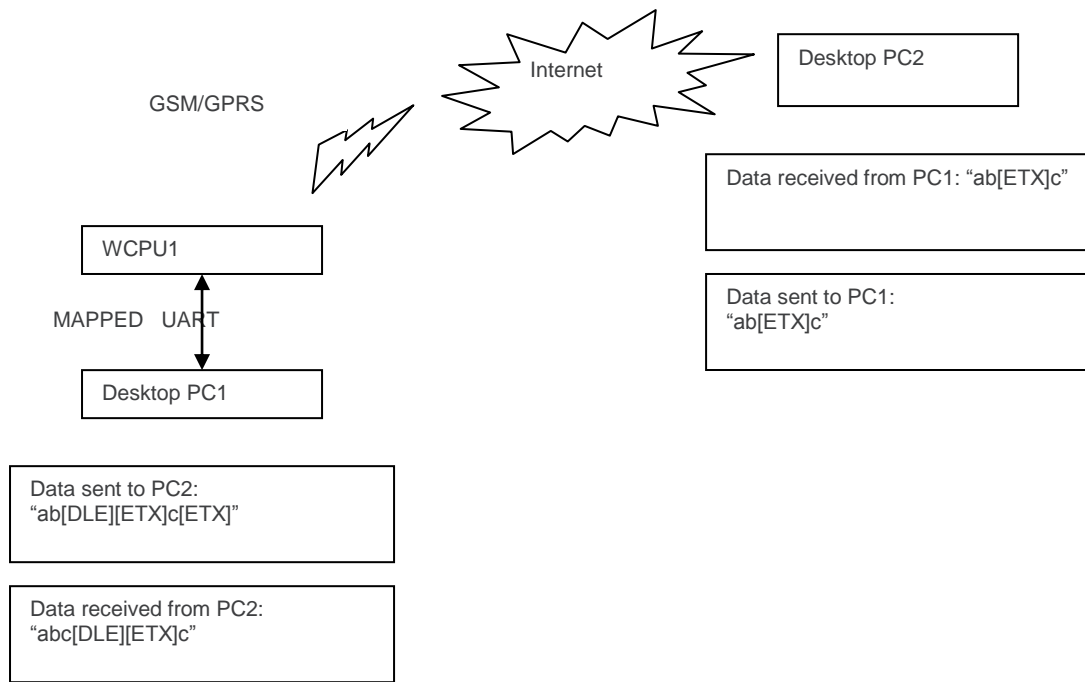 Internet
Desktop PC2
GSM/GPRS
Data received from PC1: “ab[ETX]c”
WCPU1
Data sent to PC1:
“ab[ETX]c”
MAPPED UART
Desktop PC1
Data sent to PC2:
“ab[DLE][ETX]c[ETX]”
Data received from PC2:
“abc[DLE][ETX]c”